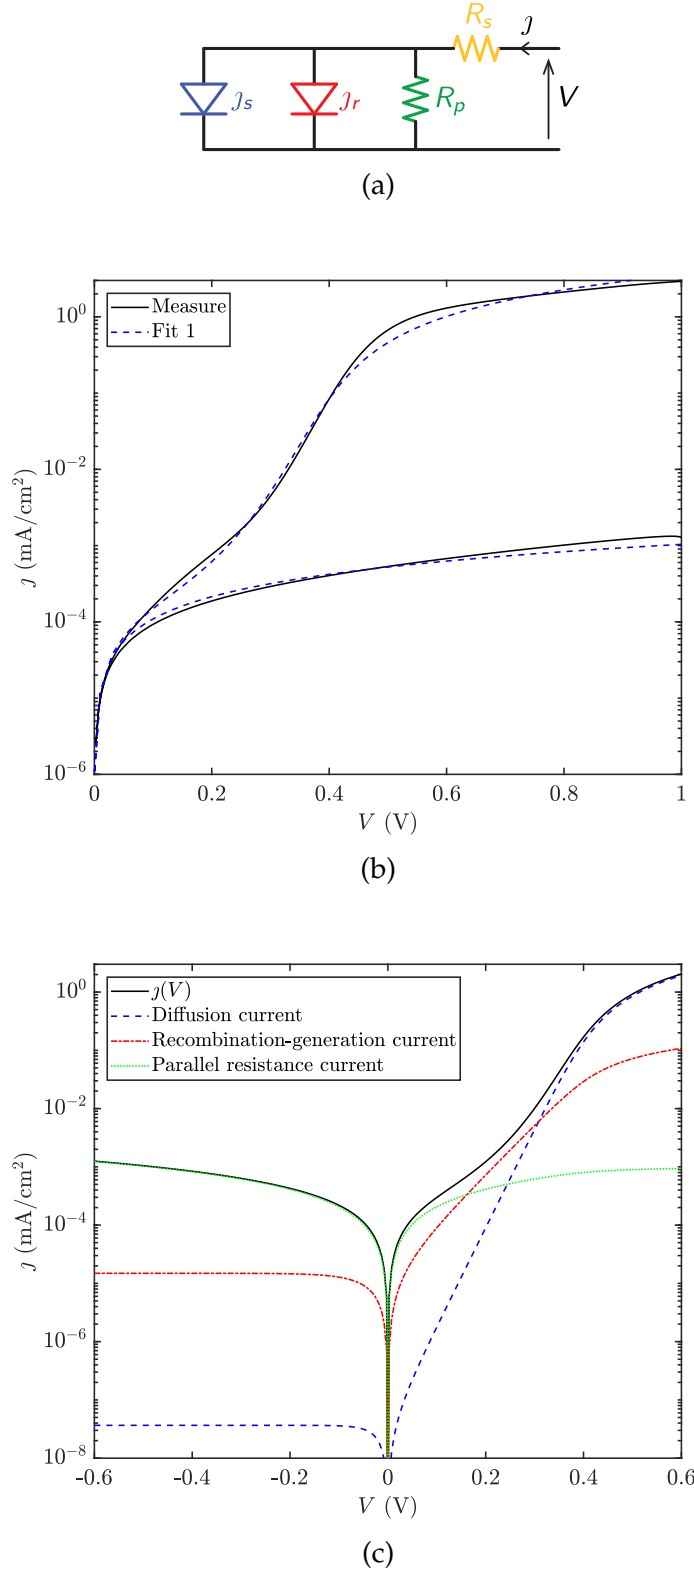 R_s
ȷ
ȷ_s
ȷ_r
R_p
V
(a)
Measure
Fit 1
10^0
10^-2
10^-4
10^-6
ȷ (mA/cm^2)
0 0.2 0.4 0.6 0.8 1
V (V)
(b)
ȷ(V)
Diffusion current
Recombination-generation current
Parallel resistance current
10^0
10^-2
10^-4
10^-6
10^-8
ȷ (mA/cm^2)
-0.6 -0.4 -0.2 0 0.2 0.4 0.6
V (V)
(c)